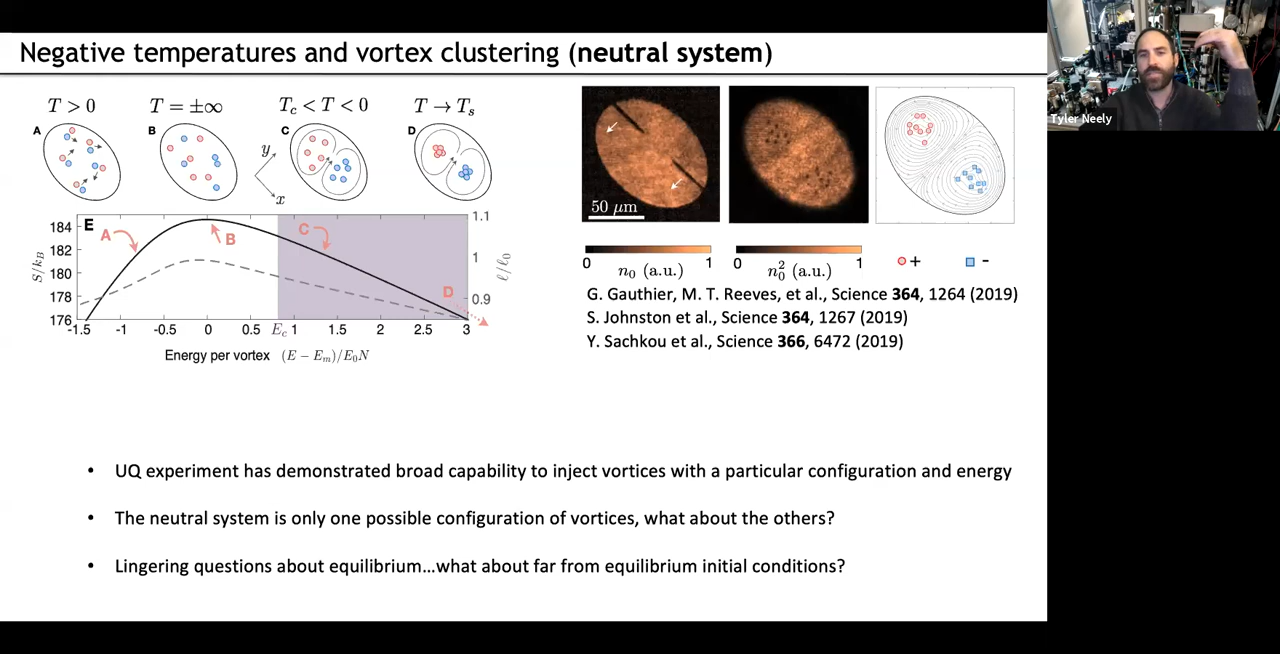 Negative temperatures and vortex clustering (neutral system)
T > 0
T = ±∞
T_c < T < 0
T → T_s
A
B
C
D
y
x
E
A
B
C
D
S/k_B
184
182
180
178
176
1.1
1
0.9
ℓ/ℓ_0
-1.5 -1 -0.5 0 0.5 E_c 1 1.5 2 2.5 3
Energy per vortex (E − E_m)/E_0N
50 μm
0 n_0 (a.u.) 1
0 n_0^2 (a.u.) 1
+
-
G. Gauthier, M. T. Reeves, et al., Science 364, 1264 (2019)
S. Johnston et al., Science 364, 1267 (2019)
Y. Sachkou et al., Science 366, 6472 (2019)
• UQ experiment has demonstrated broad capability to inject vortices with a particular configuration and energy
• The neutral system is only one possible configuration of vortices, what about the others?
• Lingering questions about equilibrium...what about far from equilibrium initial conditions?
Tyler Neely